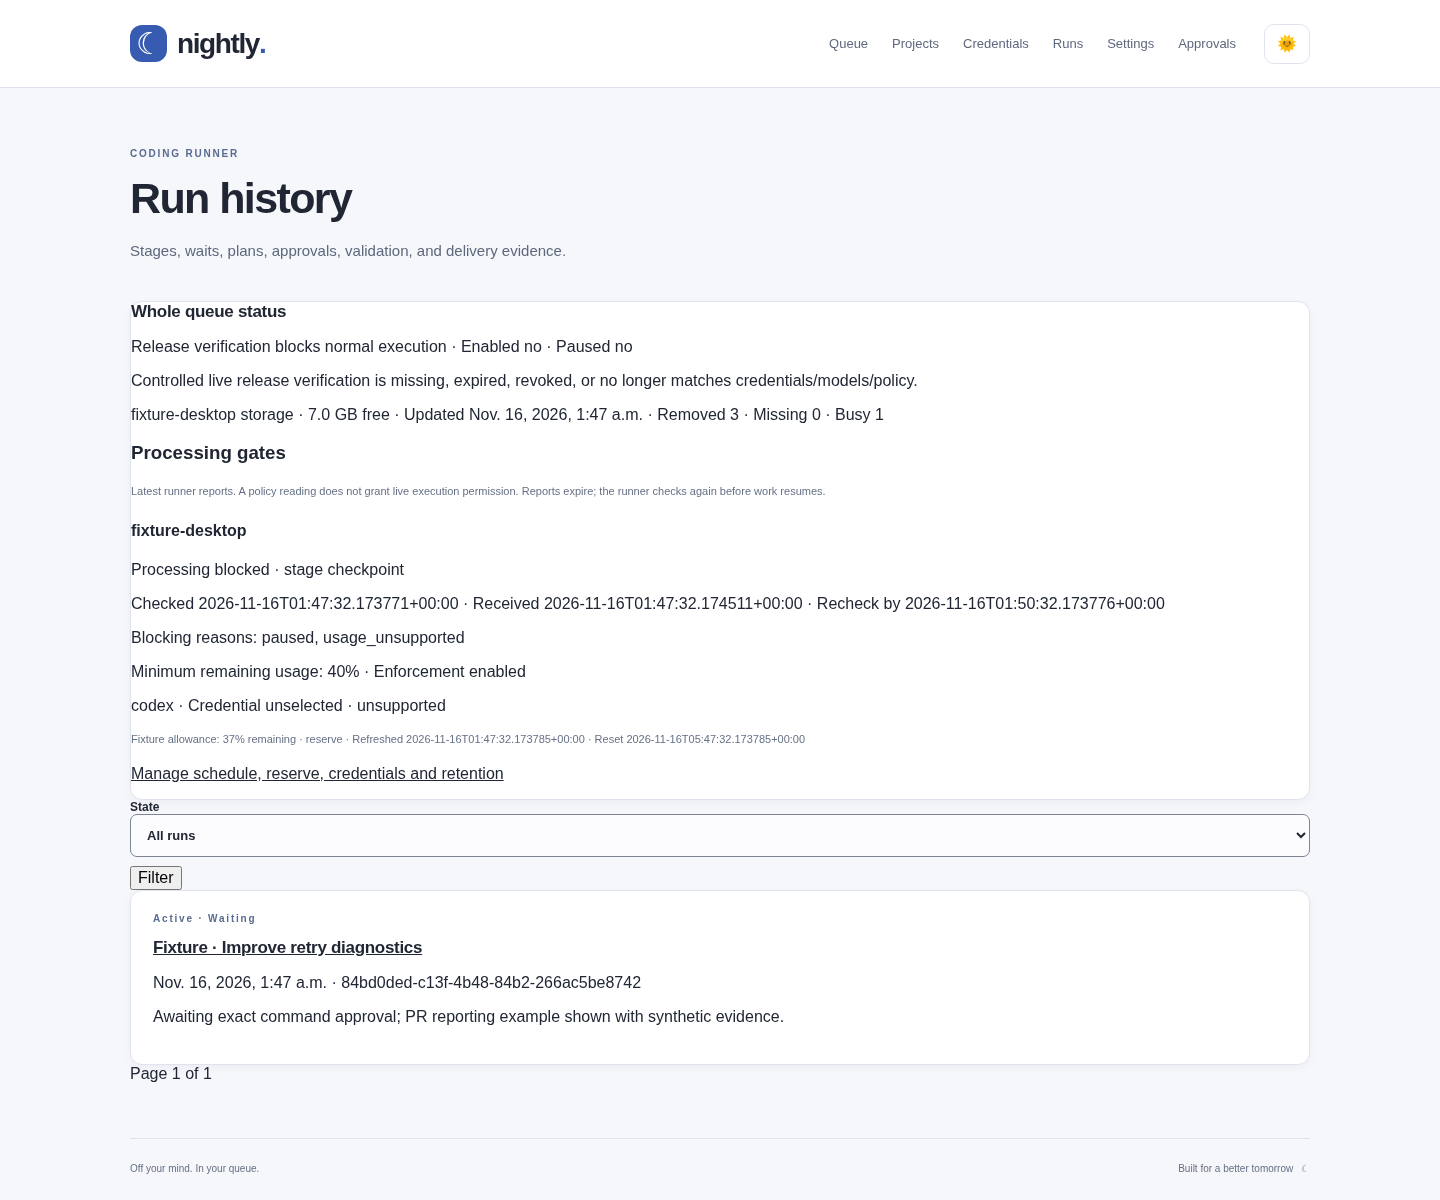 nightly.
Queue Projects Credentials Runs Settings Approvals
CODING RUNNER
Run history
Stages, waits, plans, approvals, validation, and delivery evidence.
Whole queue status
Release verification blocks normal execution · Enabled no · Paused no
Controlled live release verification is missing, expired, revoked, or no longer matches credentials/models/policy.
fixture-desktop storage · 7.0 GB free · Updated Nov. 16, 2026, 1:47 a.m. · Removed 3 · Missing 0 · Busy 1
Processing gates
Latest runner reports. A policy reading does not grant live execution permission. Reports expire; the runner checks again before work resumes.
fixture-desktop
Processing blocked · stage checkpoint
Checked 2026-11-16T01:47:32.173771+00:00 · Received 2026-11-16T01:47:32.174511+00:00 · Recheck by 2026-11-16T01:50:32.173776+00:00
Blocking reasons: paused, usage_unsupported
Minimum remaining usage: 40% · Enforcement enabled
codex · Credential unselected · unsupported
Fixture allowance: 37% remaining · reserve · Refreshed 2026-11-16T01:47:32.173785+00:00 · Reset 2026-11-16T05:47:32.173785+00:00
Manage schedule, reserve, credentials and retention
State
All runs
Filter
Active · Waiting
Fixture · Improve retry diagnostics
Nov. 16, 2026, 1:47 a.m. · 84bd0ded-c13f-4b48-84b2-266ac5be8742
Awaiting exact command approval; PR reporting example shown with synthetic evidence.
Page 1 of 1
Off your mind. In your queue.
Built for a better tomorrow ☾